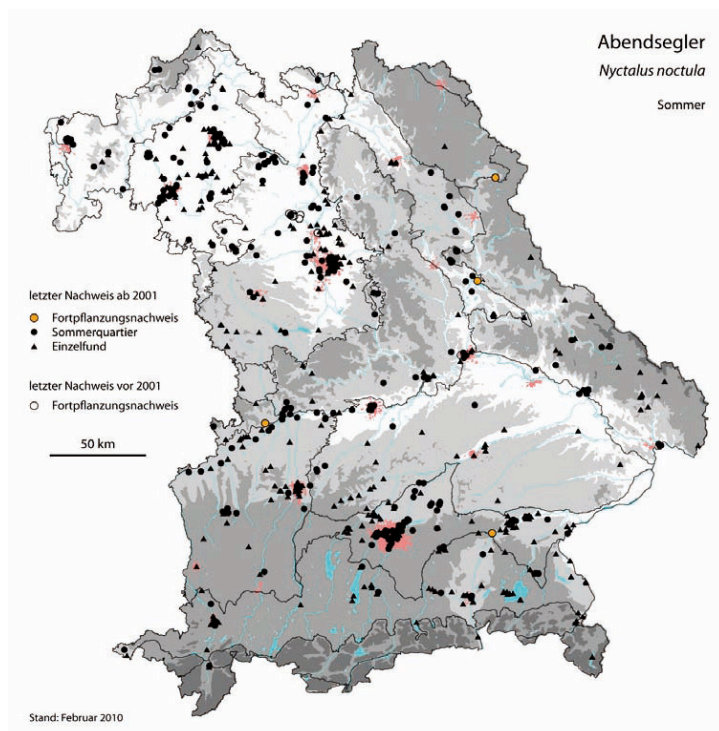 Abendsegler
Nyctalus noctula
Sommer
letzter Nachweis ab 2001
Fortpflanzungsnachweis
Sommerquartier
Einzelfund
letzter Nachweis vor 2001
Fortpflanzungsnachweis
50 km
Stand: Februar 2010